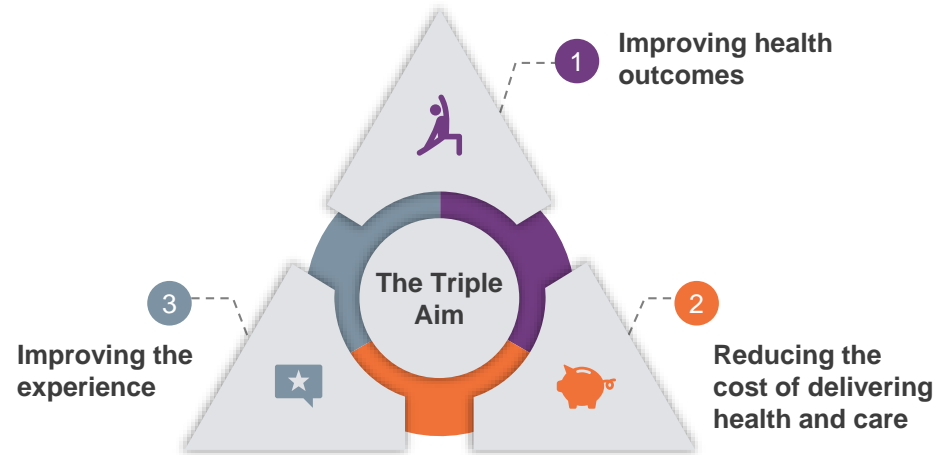 1
Improving health
outcomes
The Triple
Aim
2
Reducing the
cost of delivering
health and care
3
Improving the
experience